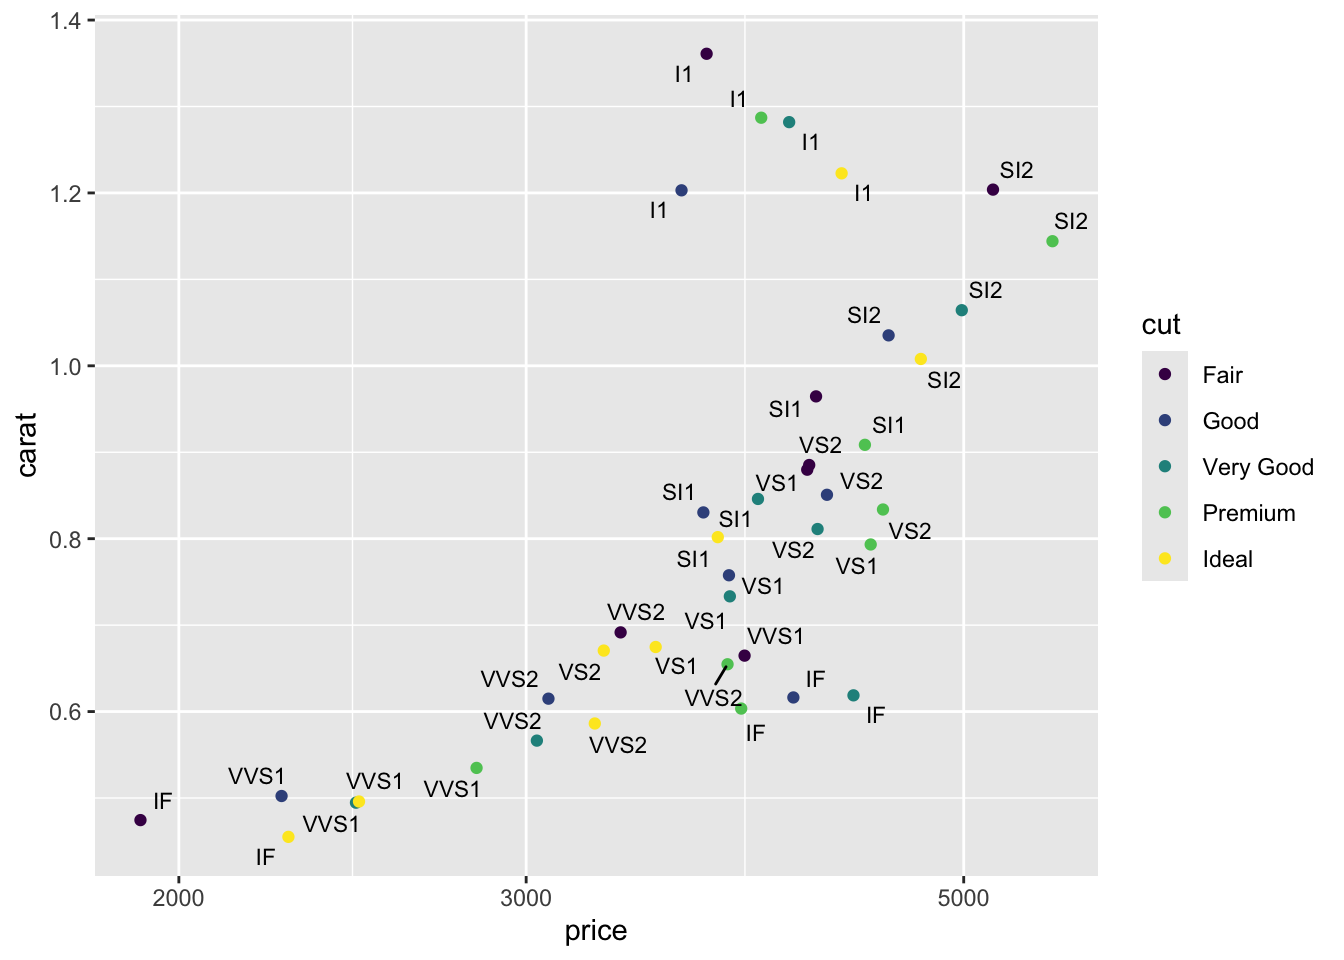 1.4
I1
I1
I1
SI2
1.2
I1
I1
SI2
SI2
SI2
cut
1.0
SI2
Fair
SI1
carat
SI1
Good
VS2
VS1
VS2
Very Good
SI1
SI1
Premium
0.8
VS2
VS2
SI1
VS1
Ideal
VS1
VVS2
VS1
VVS1
VS2
VS1
VVS2
IF
VVS2
0.6
VVS2
IF
IF
VVS2
VVS1
VVS1
VVS1
IF
VVS1
IF
2000
3000
5000
price